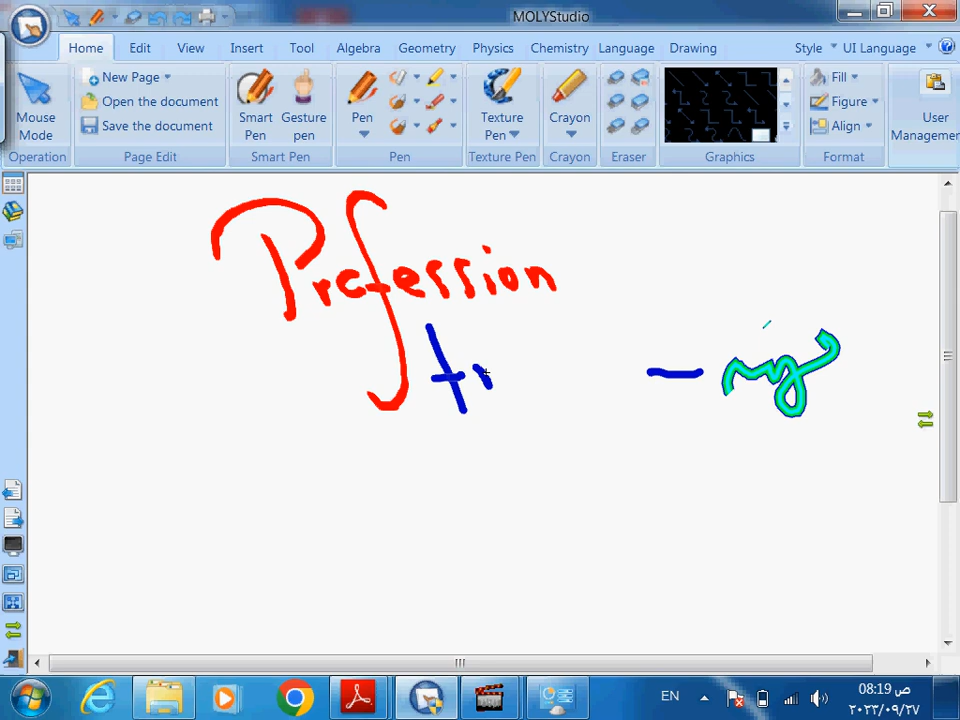 MOLYStudio
Home Edit View Insert Tool Algebra Geometry Physics Chemistry Language Drawing Style UI Language
New Page
Open the document
Save the document
Mouse Mode
Smart Pen
Gesture pen
Pen
Texture Pen
Crayon
Fill
Figure
Align
User Management
Operation Page Edit Smart Pen Pen Texture Pen Crayon Eraser Graphics Format
Profession
EN
08:19 ص
٢٠٢٣/٠٩/٢٧